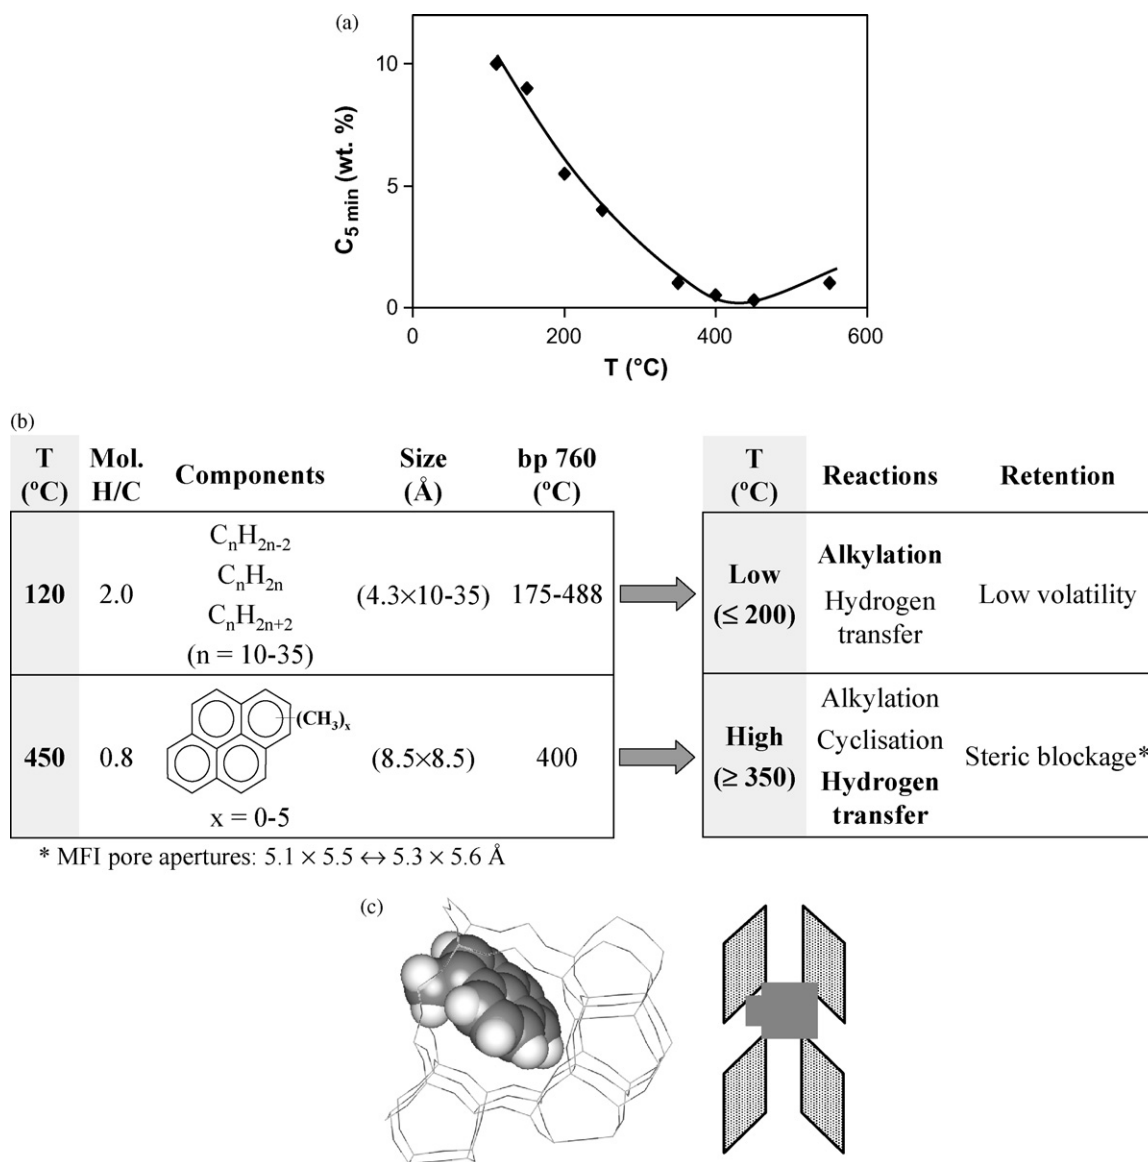 (a)
10
5
0
C5 min (wt. %)
0 200 400 600
T (°C)
(b)
T (ºC) Mol. H/C Components Size (Å) bp 760 (ºC)
120 2.0 CnH2n-2 (4.3×10-35) 175-488
CnH2n
CnH2n+2
(n = 10-35)
450 0.8 (CH3)x (8.5×8.5) 400
x = 0-5
T (ºC) Reactions Retention
Low (≤ 200) Alkylation Low volatility
Hydrogen
transfer
High (≥ 350) Alkylation Steric blockage*
Cyclisation
Hydrogen
transfer
* MFI pore apertures: 5.1 × 5.5 ↔ 5.3 × 5.6 Å
(c)